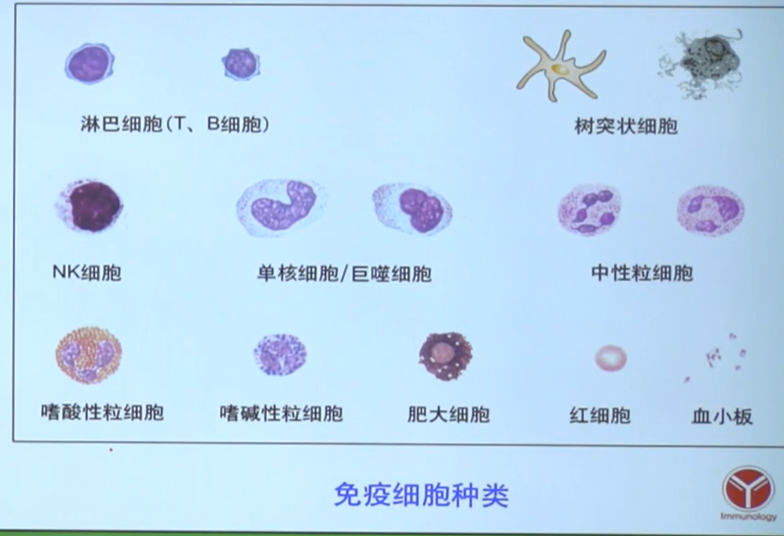 淋巴细胞(T、B细胞)
树突状细胞
NK细胞
单核细胞/巨噬细胞
中性粒细胞
嗜酸性粒细胞
嗜碱性粒细胞
肥大细胞
红细胞
血小板
免疫细胞种类
Immunology